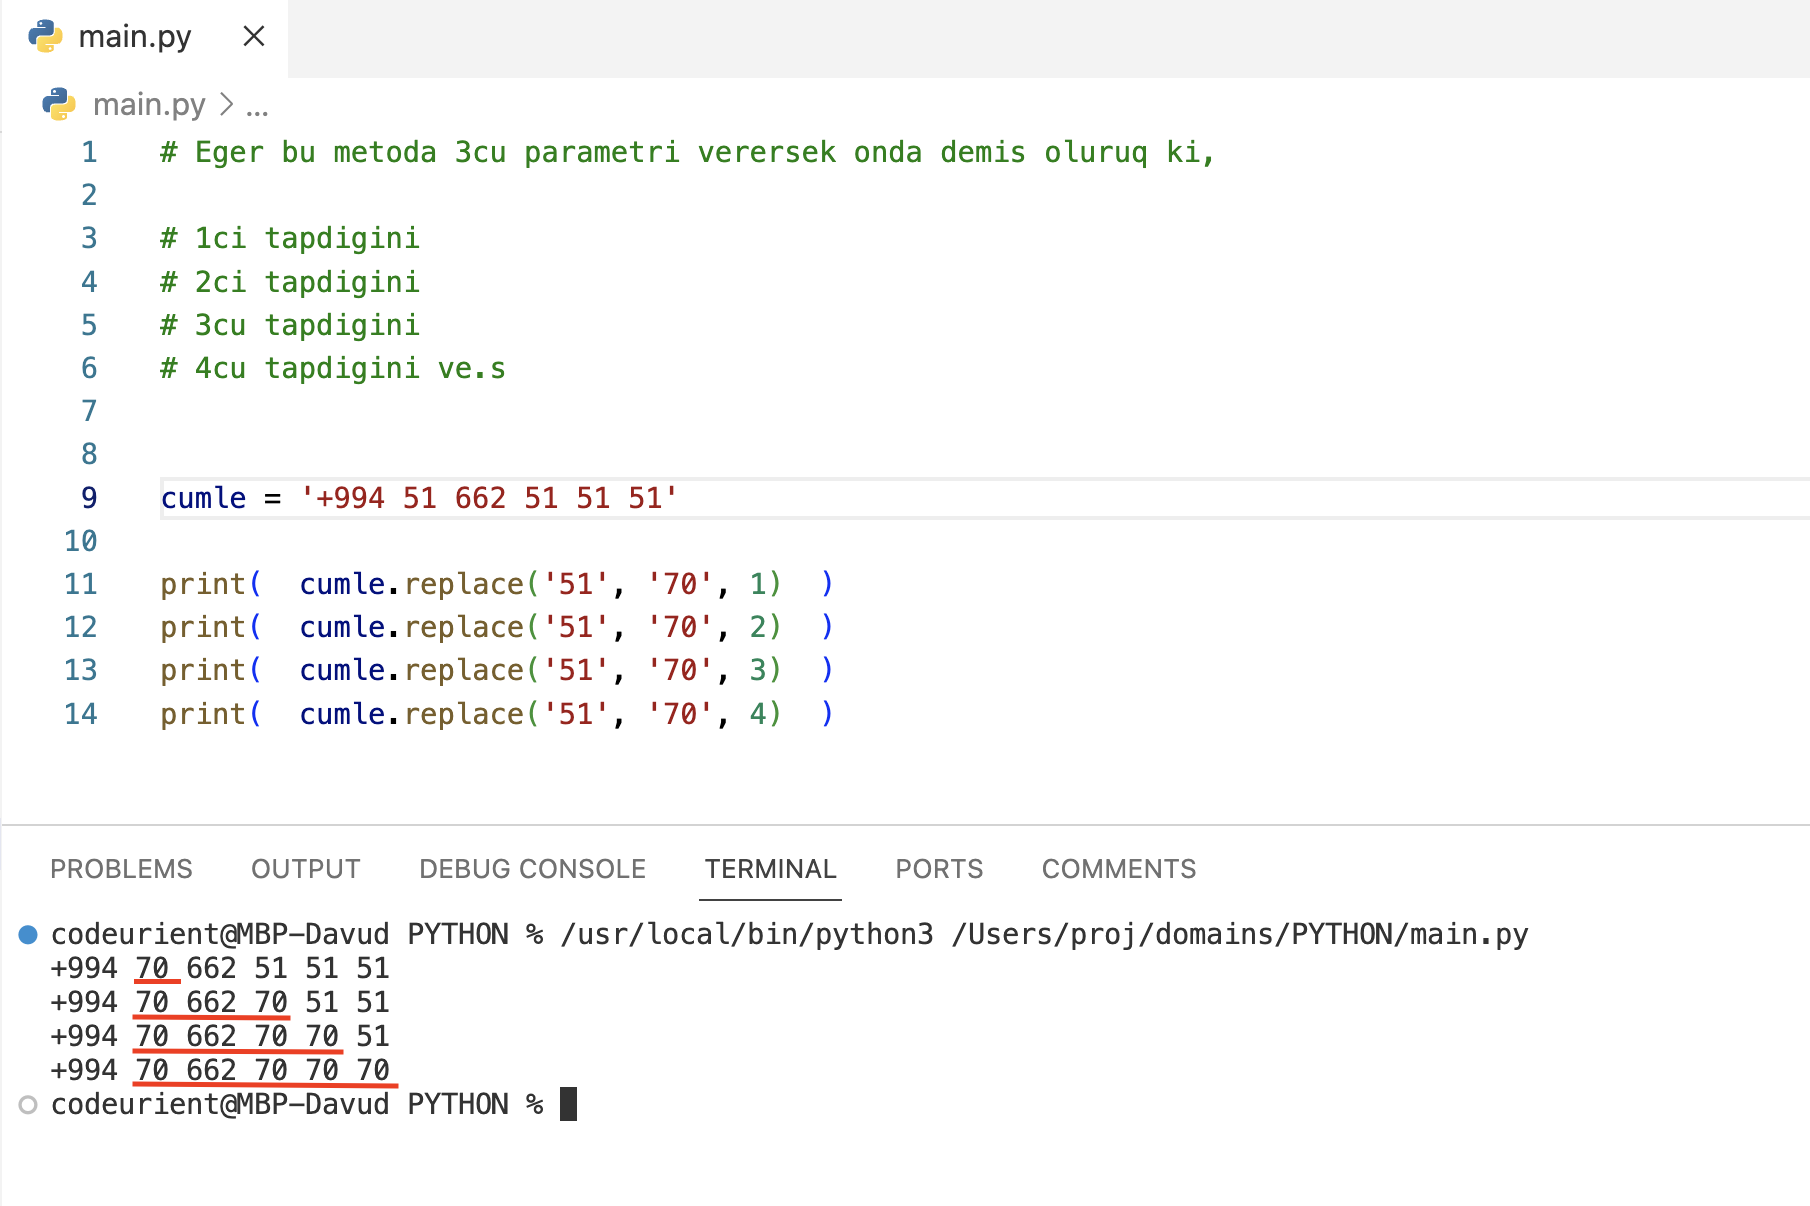 main.py
main.py > ...
1 # Eger bu metoda 3cu parametri verersek onda demis oluruq ki,
2
3 # 1ci tapdigini
4 # 2ci tapdigini
5 # 3cu tapdigini
6 # 4cu tapdigini ve.s
7
8
9 cumle = '+994 51 662 51 51 51'
10
11 print(  cumle.replace('51', '70', 1)  )
12 print(  cumle.replace('51', '70', 2)  )
13 print(  cumle.replace('51', '70', 3)  )
14 print(  cumle.replace('51', '70', 4)  )
PROBLEMS OUTPUT DEBUG CONSOLE TERMINAL PORTS COMMENTS
codeurient@MBP-Davud PYTHON % /usr/local/bin/python3 /Users/proj/domains/PYTHON/main.py
+994 70 662 51 51 51
+994 70 662 70 51 51
+994 70 662 70 70 51
+994 70 662 70 70 70
codeurient@MBP-Davud PYTHON %